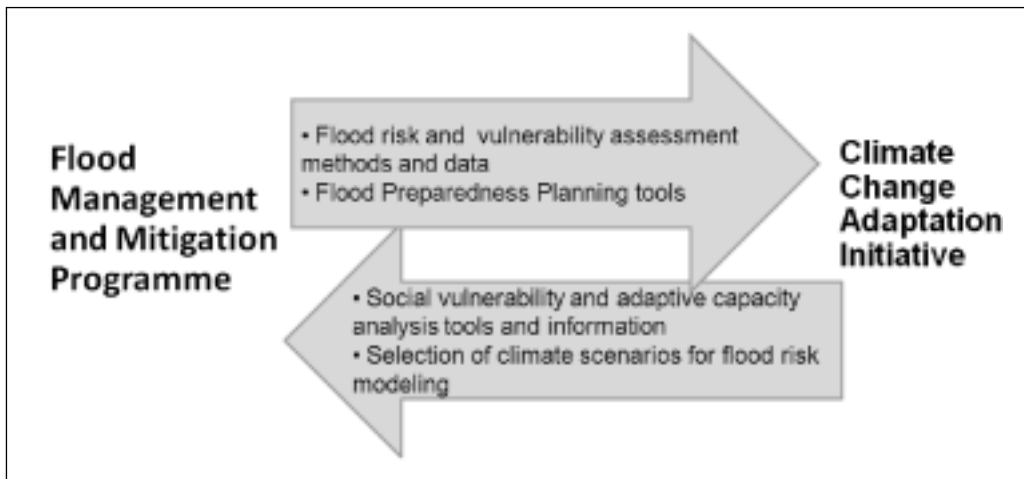 Flood
Management
and Mitigation
Programme
• Flood risk and vulnerability assessment
methods and data
• Flood Preparedness Planning tools
Climate
Change
Adaptation
Initiative
• Social vulnerability and adaptive capacity
analysis tools and information
• Selection of climate scenarios for flood risk
modeling